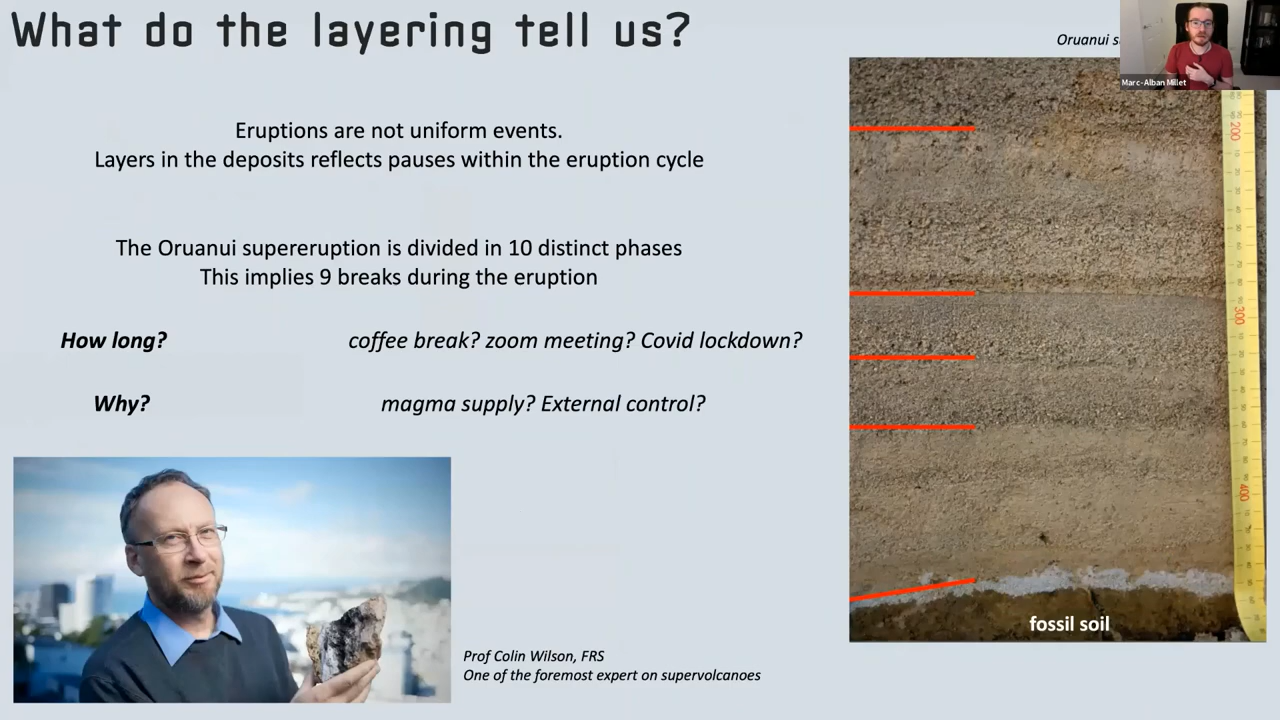 What do the layering tell us?
Oruanui
Marc-Alban Millet
Eruptions are not uniform events.
Layers in the deposits reflects pauses within the eruption cycle
The Oruanui supereruption is divided in 10 distinct phases
This implies 9 breaks during the eruption
How long? coffee break? zoom meeting? Covid lockdown?
Why? magma supply? External control?
200
300
400
fossil soil
Prof Colin Wilson, FRS
One of the foremost expert on supervolcanoes